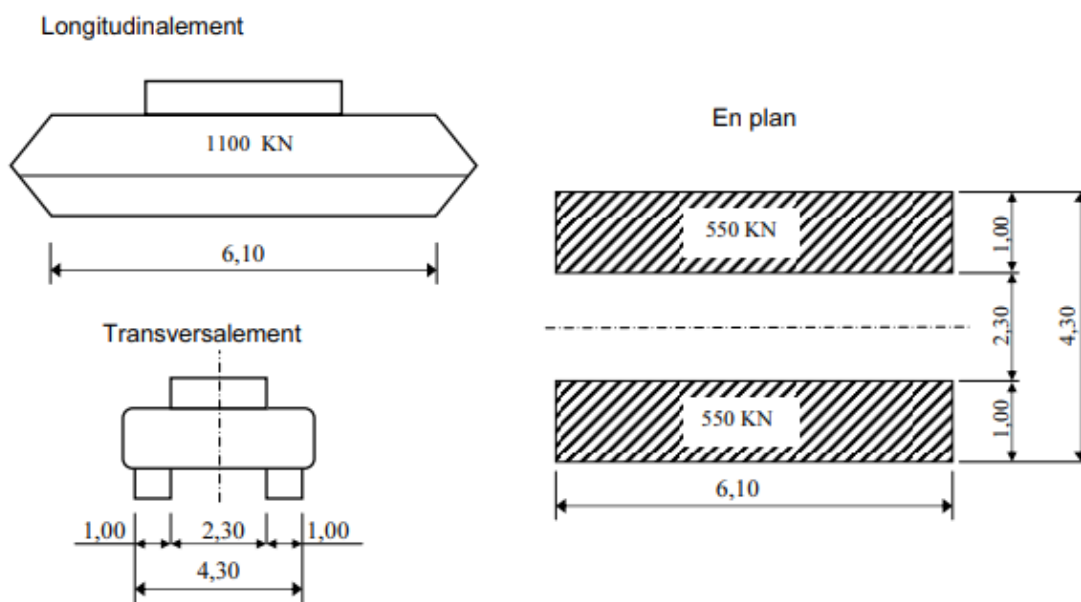 Longitudinalement
1100 KN
6,10
Transversalement
1,00 2,30 1,00
4,30
En plan
550 KN
1,00
2,30
4,30
550 KN
1,00
6,10